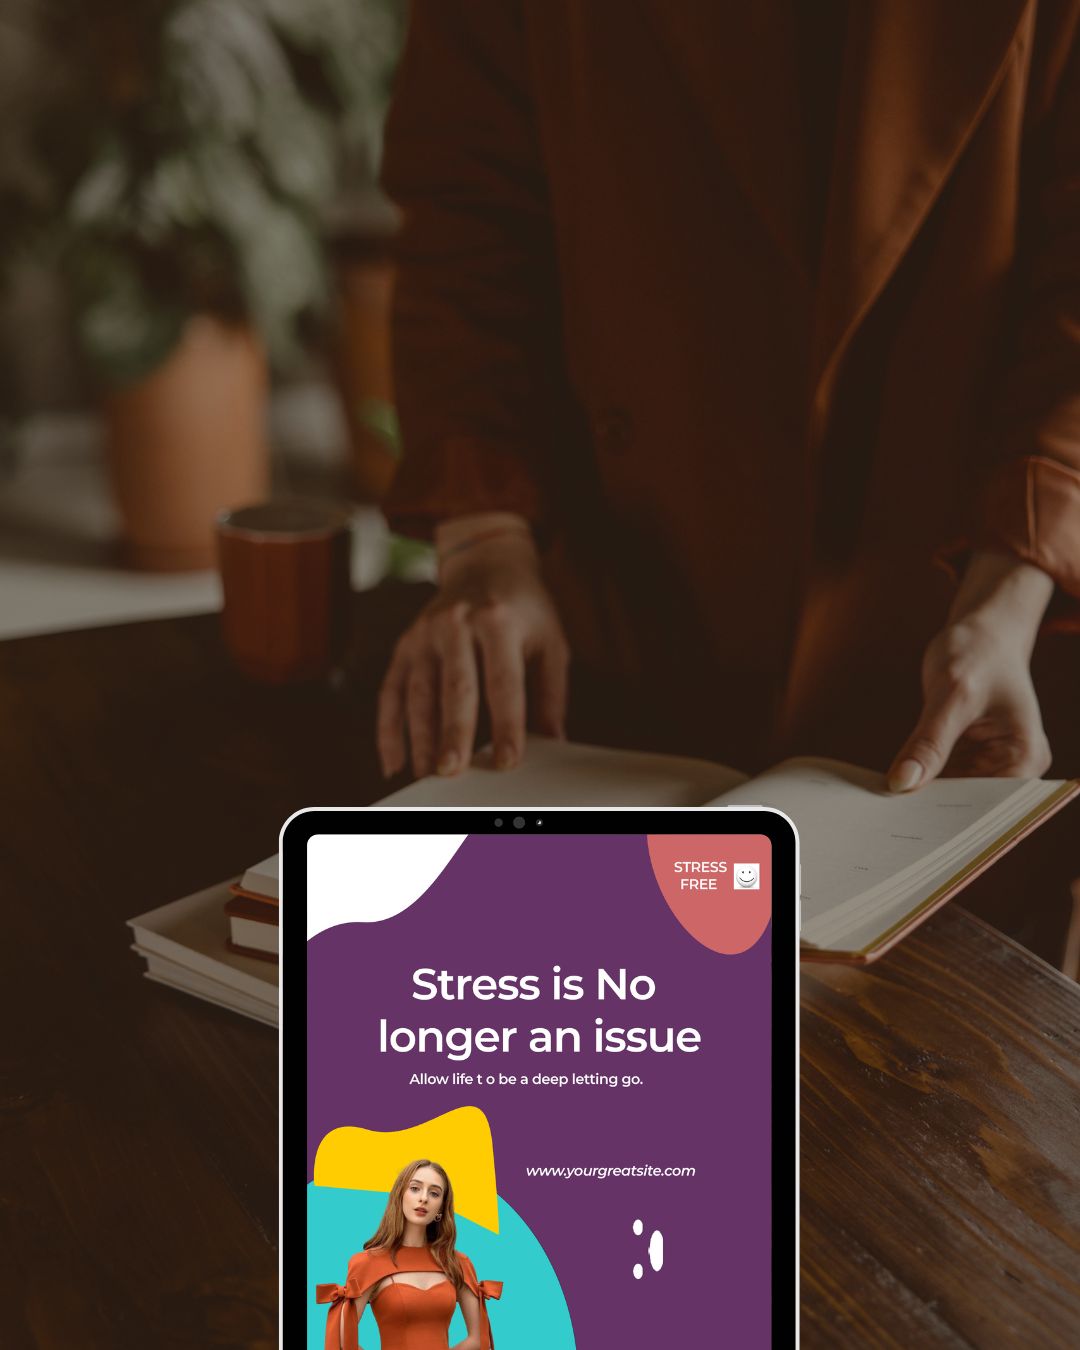 STRESS
FREE
Stress is No
longer an issue
Allow life t o be a deep letting go.
www.yourgreatsite.com